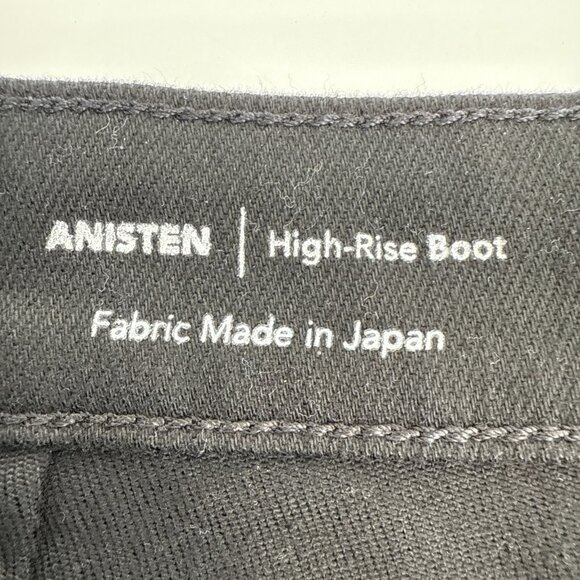 ANISTEN | High-Rise Boot
Fabric Made in Japan